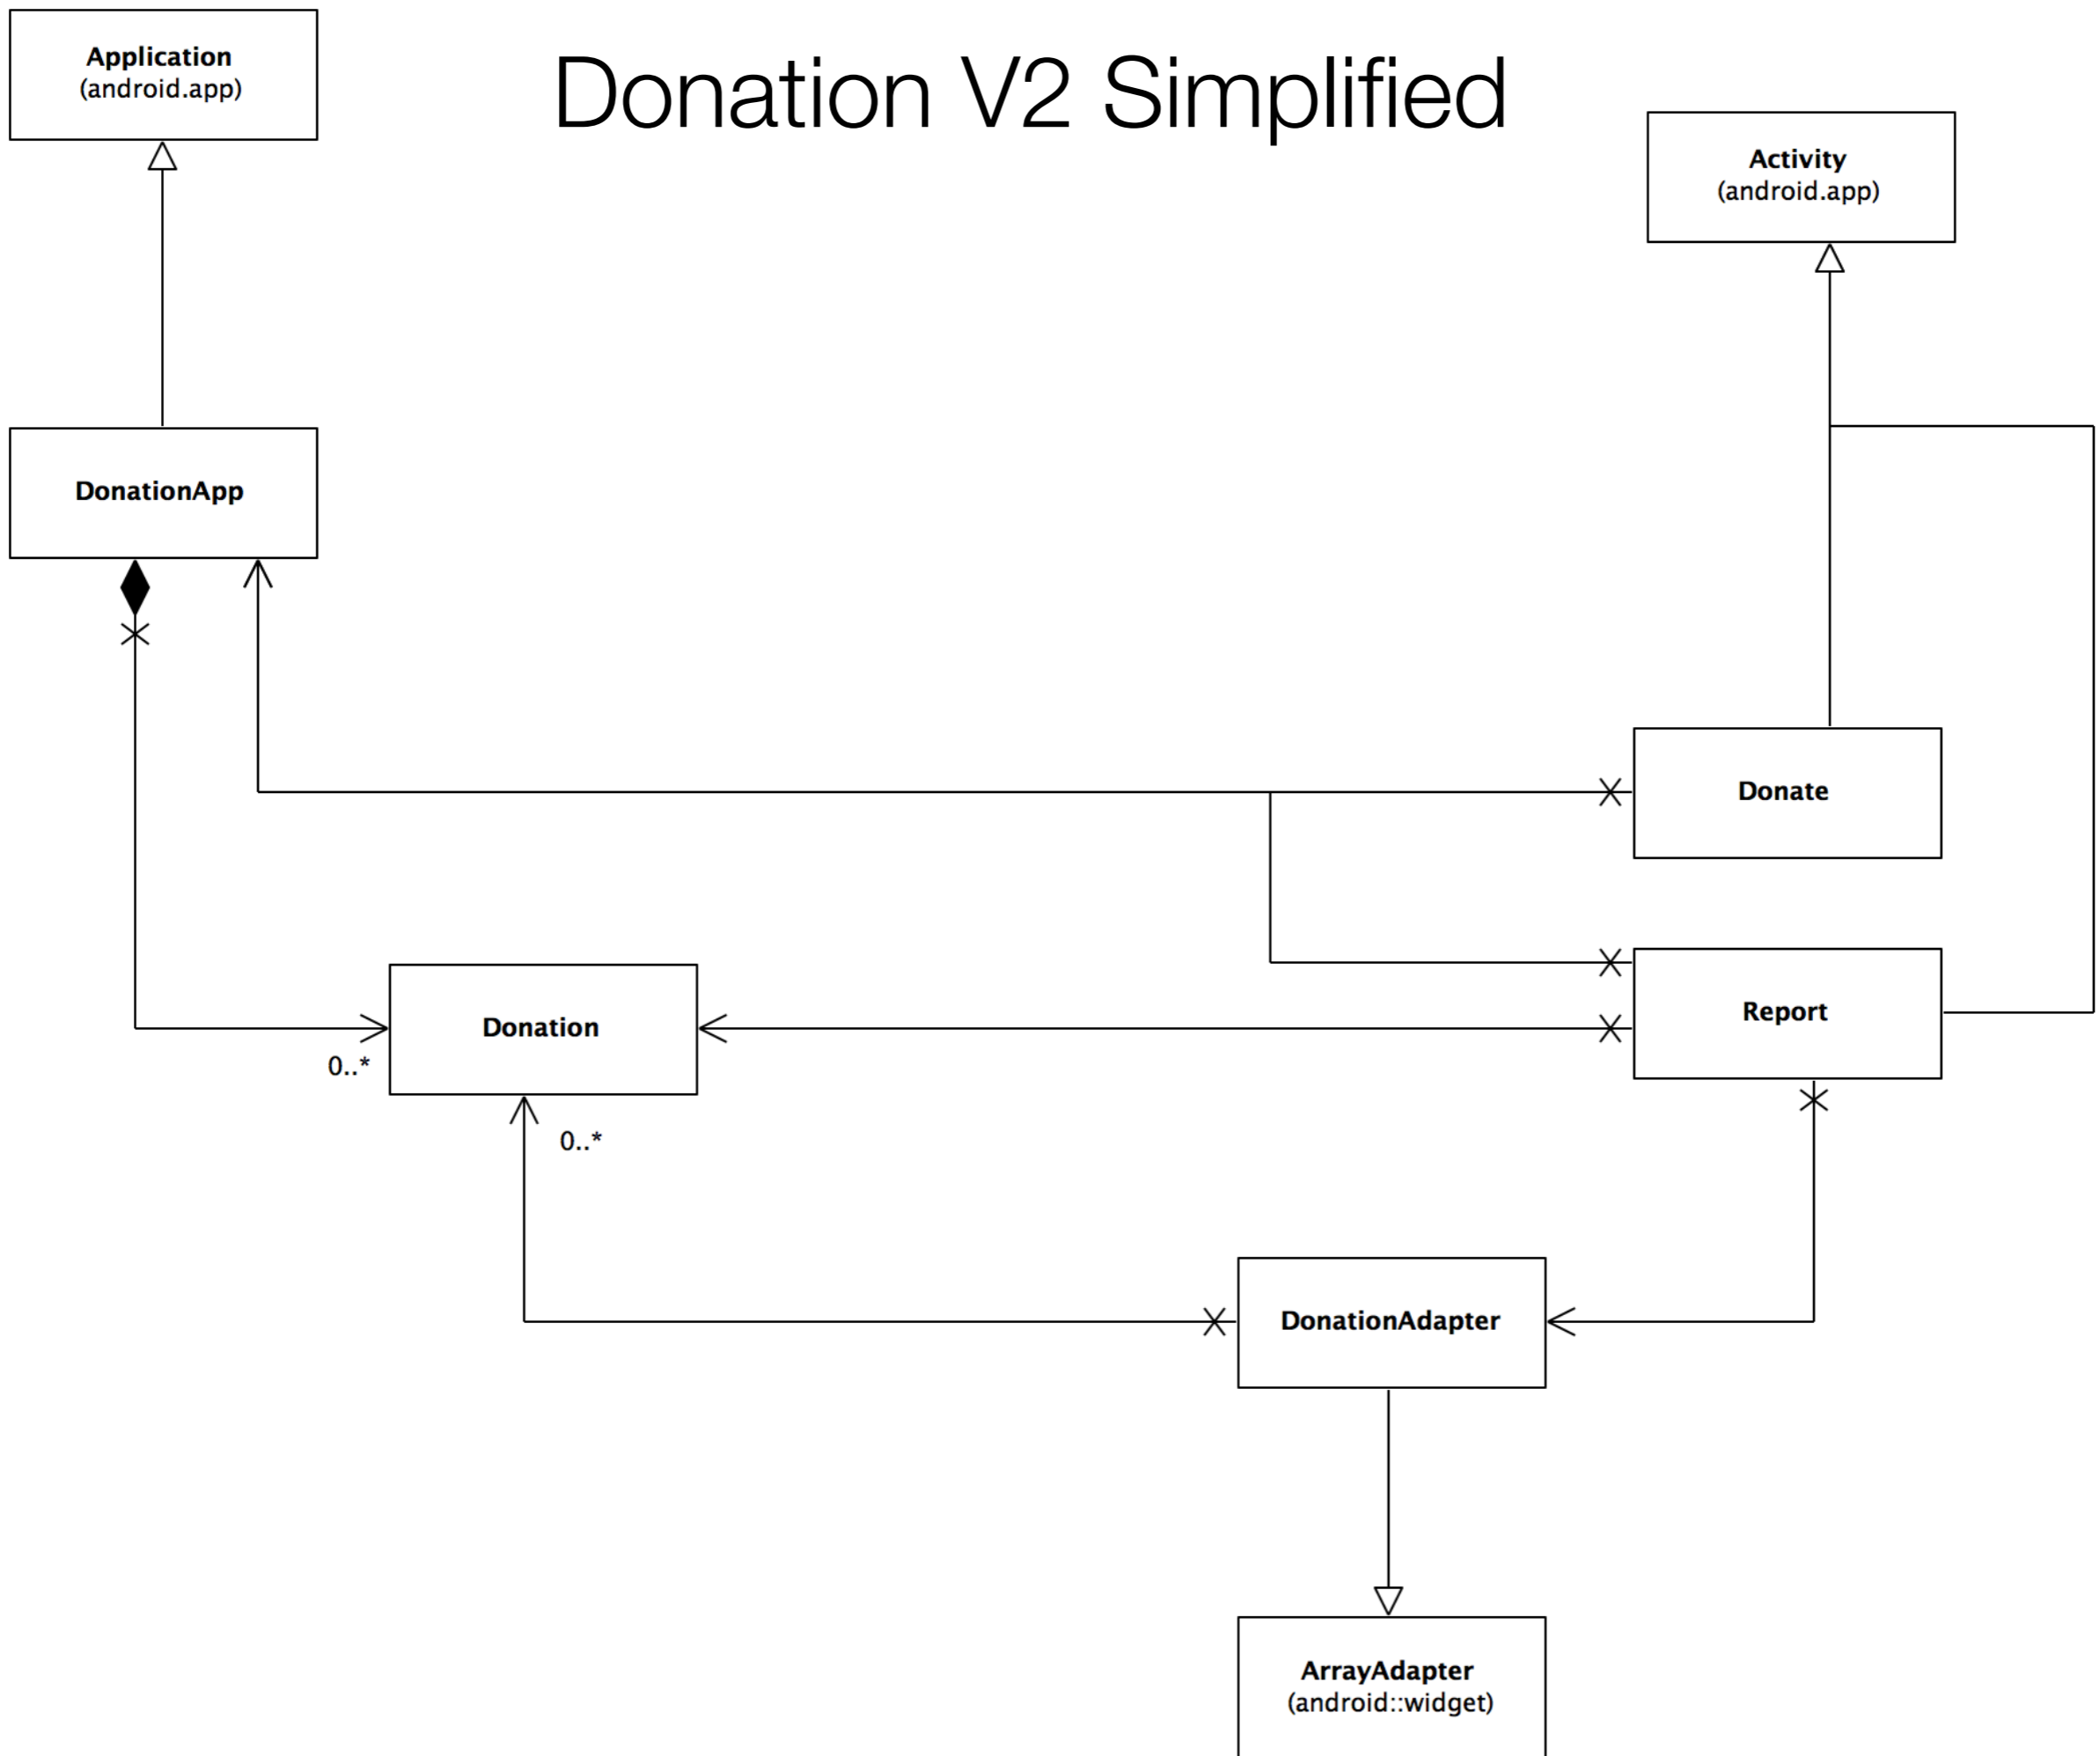 Donation V2 Simplified
Application
(android.app)
Activity
(android.app)
DonationApp
Donate
Report
Donation
0..*
0..*
DonationAdapter
ArrayAdapter
(android::widget)